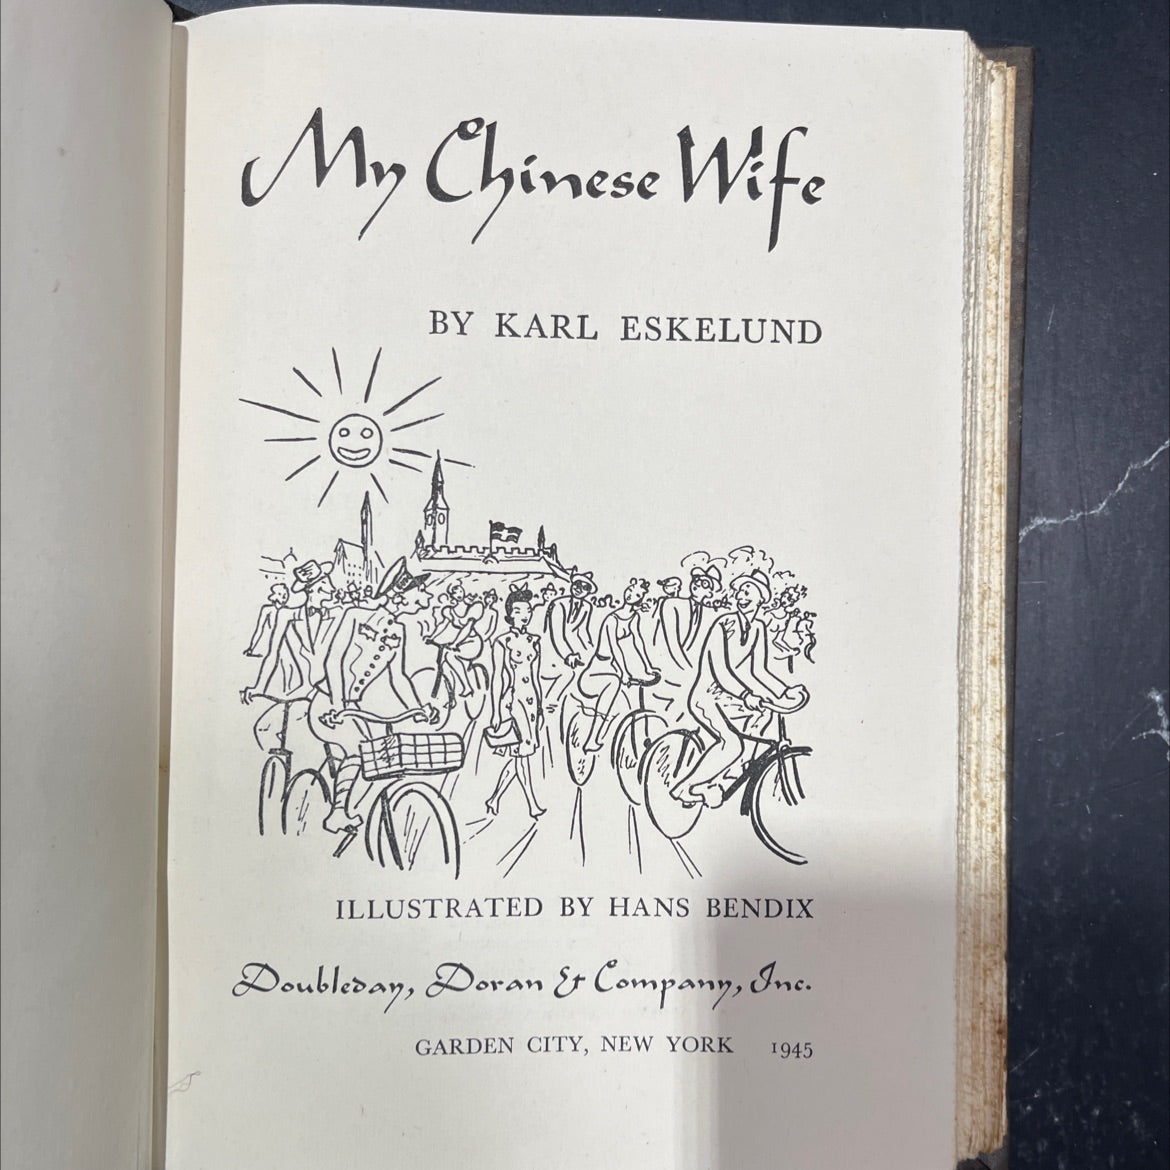 My Chinese Wife
BY KARL ESKELUND
ILLUSTRATED BY HANS BENDIX
Doubleday, Doran & Company, Inc.
GARDEN CITY, NEW YORK 1945